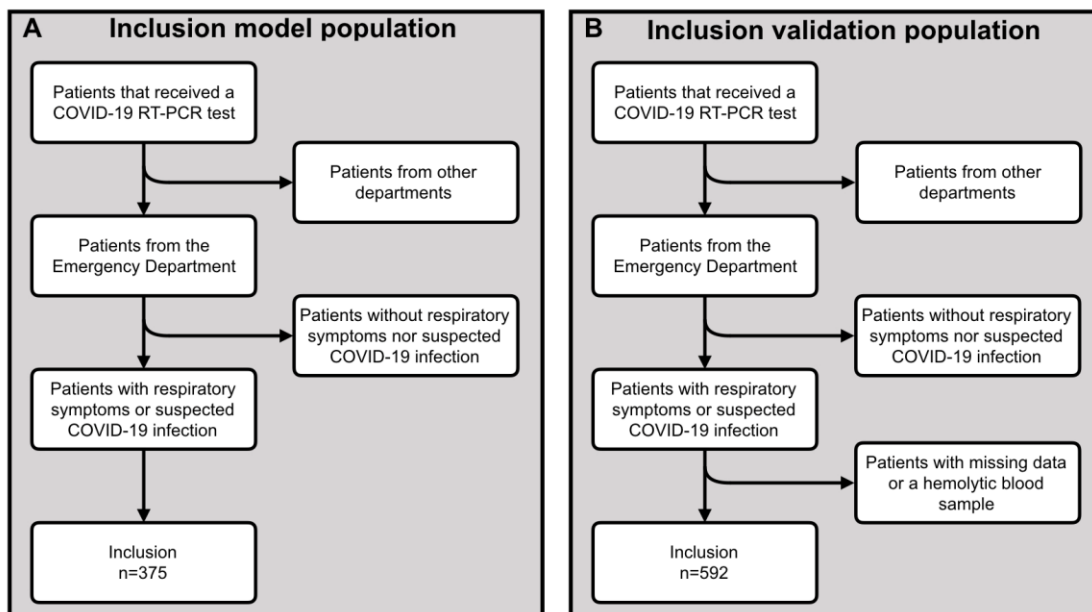 A
Inclusion model population
Patients that received a
COVID-19 RT-PCR test
Patients from other
departments
Patients from the
Emergency Department
Patients without respiratory
symptoms nor suspected
COVID-19 infection
Patients with respiratory
symptoms or suspected
COVID-19 infection
Inclusion
n=375
B
Inclusion validation population
Patients that received a
COVID-19 RT-PCR test
Patients from other
departments
Patients from the
Emergency Department
Patients without respiratory
symptoms nor suspected
COVID-19 infection
Patients with respiratory
symptoms or suspected
COVID-19 infection
Patients with missing data
or a hemolytic blood
sample
Inclusion
n=592